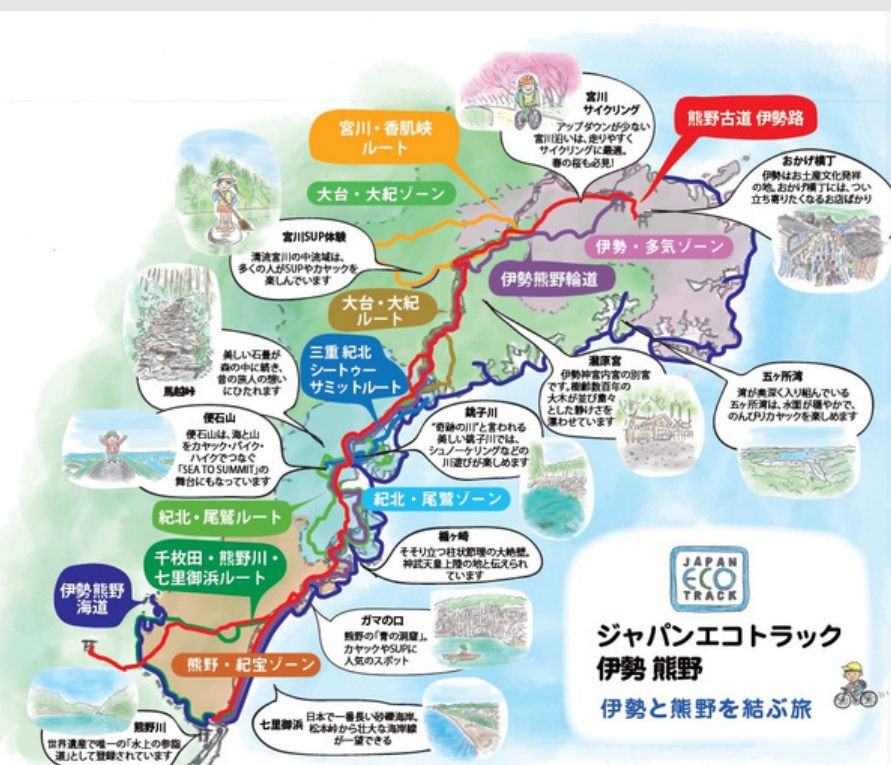 宮川
サイクリング
アップダウンが少ない
宮川沿いは、走りやすく
サイクリングに最適。
春の桜も必見!
熊野古道 伊勢路
宮川・香肌峡
ルート
おかげ横丁
伊勢はお土産文化発祥
の地。おかげ横丁には、つい
立ち寄りたくなるお店ばかり
大台・大紀ゾーン
宮川SUP体験
清流宮川の中流域は、
多くの人がSUPやカヤックを
楽しんでいます
伊勢・多気ゾーン
伊勢熊野輪道
大台・大紀
ルート
三重 紀北
シートゥー
サミットルート
美しい石畳が
森の中に続き、
昔の旅人の想い
にひたれます
馬越峠
瀧原宮
伊勢神宮内宮の別宮
です。樹齢数百年の
大木が並び粛々
とした静けさを
漂わせています
五ヶ所湾
湾が奥深く入り組んでいる
五ヶ所湾は、水面が穏やかで、
のんびりカヤックを楽しめます
便石山
便石山は、海と山
をカヤック・バイク・
ハイクでつなぐ
「SEA TO SUMMIT」の
舞台にもなっています
銚子川
"奇跡の川"と言われる
美しい銚子川では、
シュノーケリングなどの
川遊びが楽しめます
紀北・尾鷲ゾーン
紀北・尾鷲ルート
楯ヶ崎
そそり立つ柱状節理の大絶壁。
神武天皇上陸の地と伝えられ
ています
千枚田・熊野川・
七里御浜ルート
伊勢熊野
海道
ガマの口
熊野の「青の洞窟」。
カヤックやSUPに
人気のスポット
熊野・紀宝ゾーン
七里御浜
日本で一番長い砂礫海岸。
松本峠から壮大な海岸線
が一望できる
熊野川
世界遺産で唯一の「水上の参詣
道」として登録されています
JAPAN
ECO
TRACK
ジャパンエコトラック
伊勢 熊野
伊勢と熊野を結ぶ旅